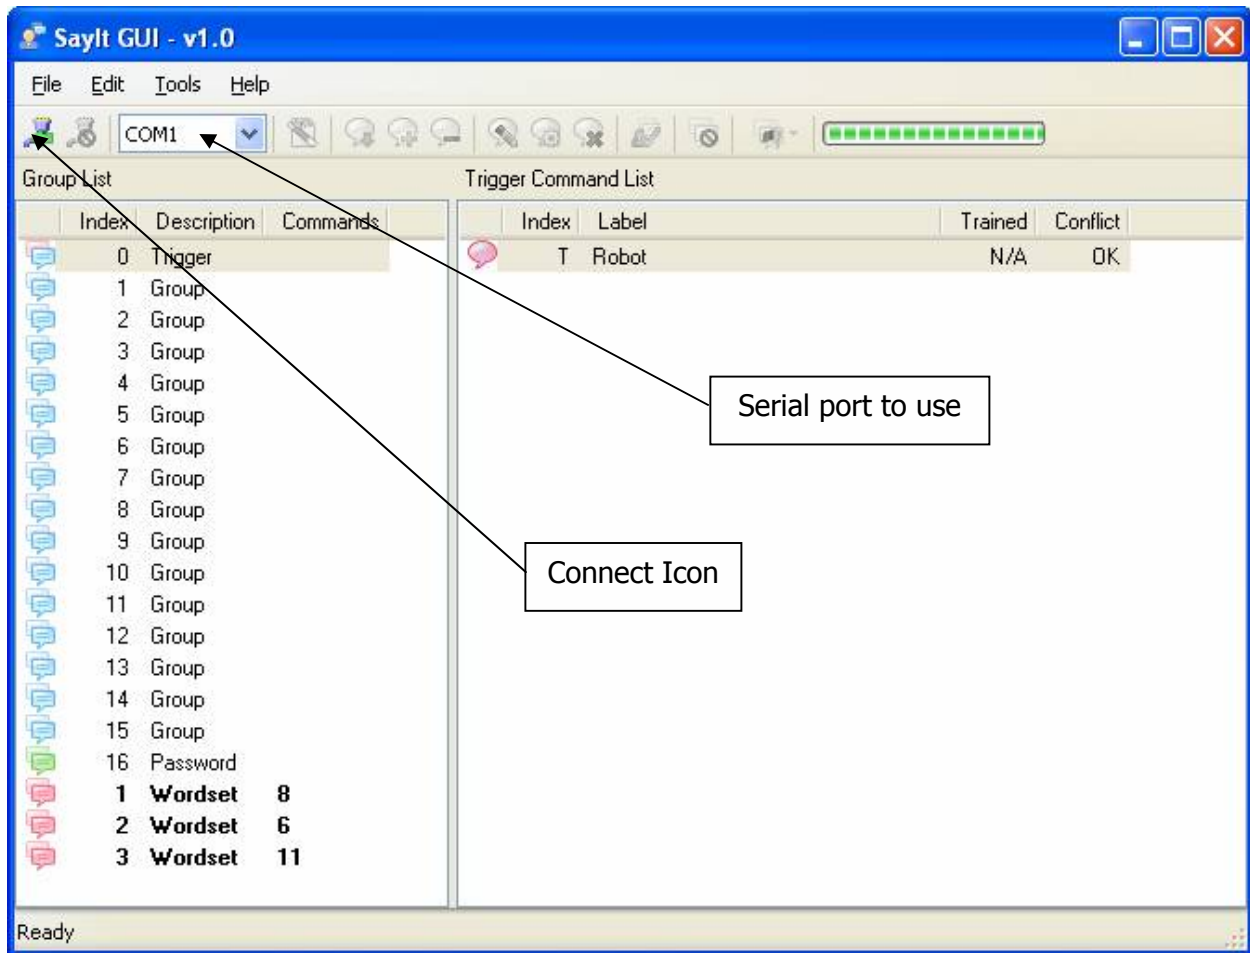 SayIt GUI - v1.0
File Edit Tools Help
COM1
Group List Trigger Command List
Index Description Commands Index Label Trained Conflict
0 Trigger T Robot N/A OK
1 Group
2 Group
3 Group
4 Group
Serial port to use
5 Group
6 Group
7 Group
8 Group
9 Group
10 Group
Connect Icon
11 Group
12 Group
13 Group
14 Group
15 Group
16 Password
1 Wordset 8
2 Wordset 6
3 Wordset 11
Ready